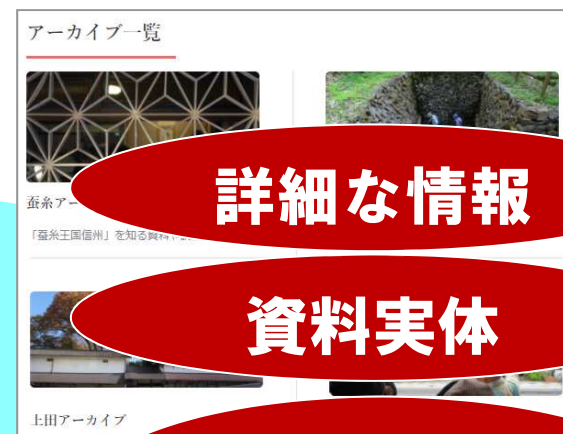 アーカイブ一覧
詳細な情報
蚕糸アー
「蚕糸王国信州」を知る資料や
資料実体
上田アーカイブ